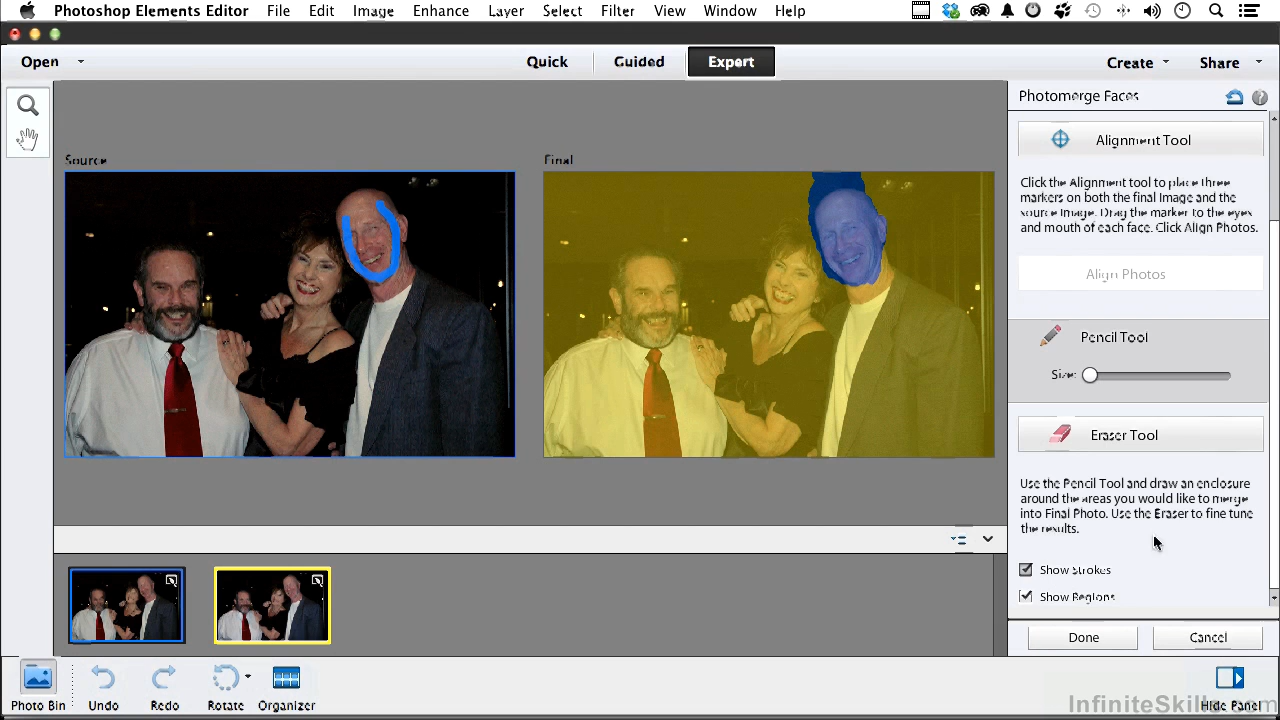 Photoshop Elements Editor File Edit Image Enhance Layer Select Filter View Window Help
Open Quick Guided Expert Create Share
Photomerge Faces
Alignment Tool
Source Final
Click the Alignment tool to place three
markers on both the final Image and the
source Image. Drag the marker to the eyes
and mouth of each face. Click Align Photos.
Align Photos
Pencil Tool
Size:
Eraser Tool
Use the Pencil Tool and draw an enclosure
around the areas you would like to merge
into Final Photo. Use the Eraser to fine tune
the results.
Show Strokes
Show Regions
Done Cancel
Photo Bin Undo Redo Rotate Organizer Hide Panel
InfiniteSkills.com